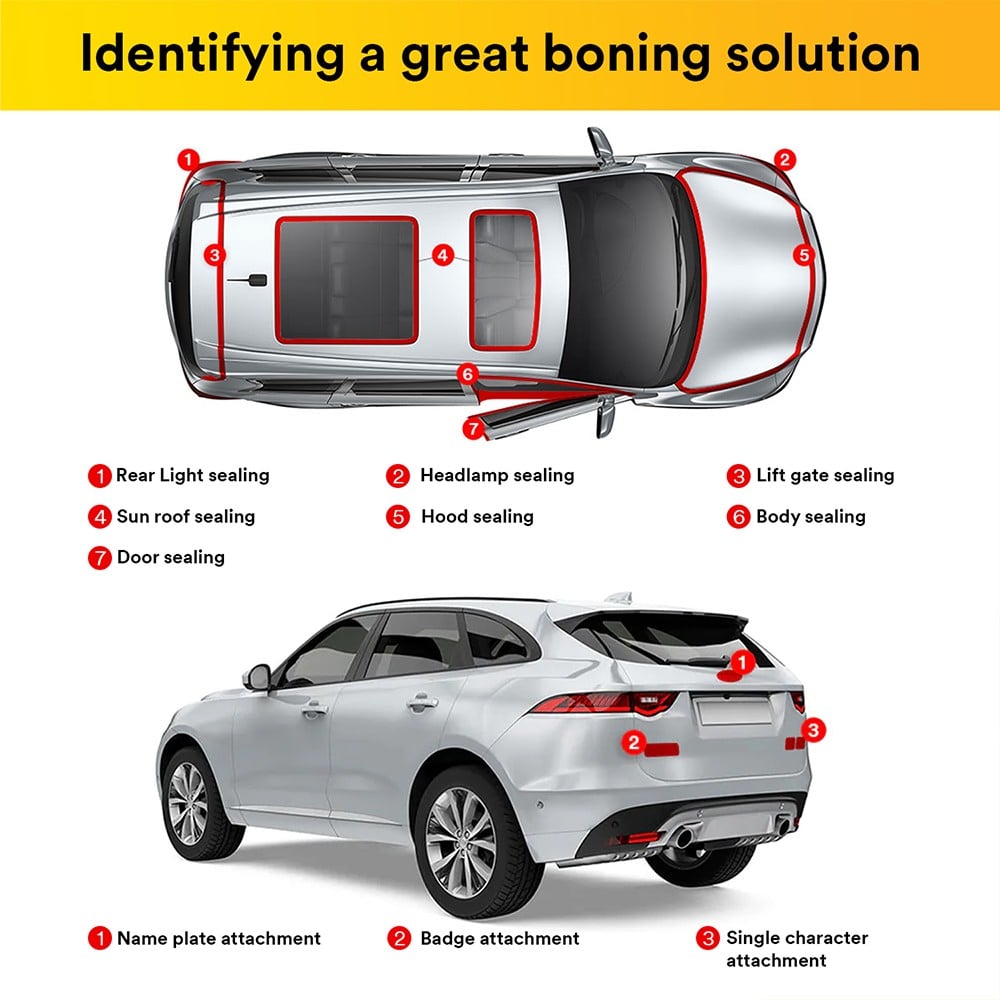 Identifying a great boning solution
1
2
3
4
5
6
7
1 Rear Light sealing
2 Headlamp sealing
3 Lift gate sealing
4 Sun roof sealing
5 Hood sealing
6 Body sealing
7 Door sealing
1
2
3
1 Name plate attachment
2 Badge attachment
3 Single character
attachment